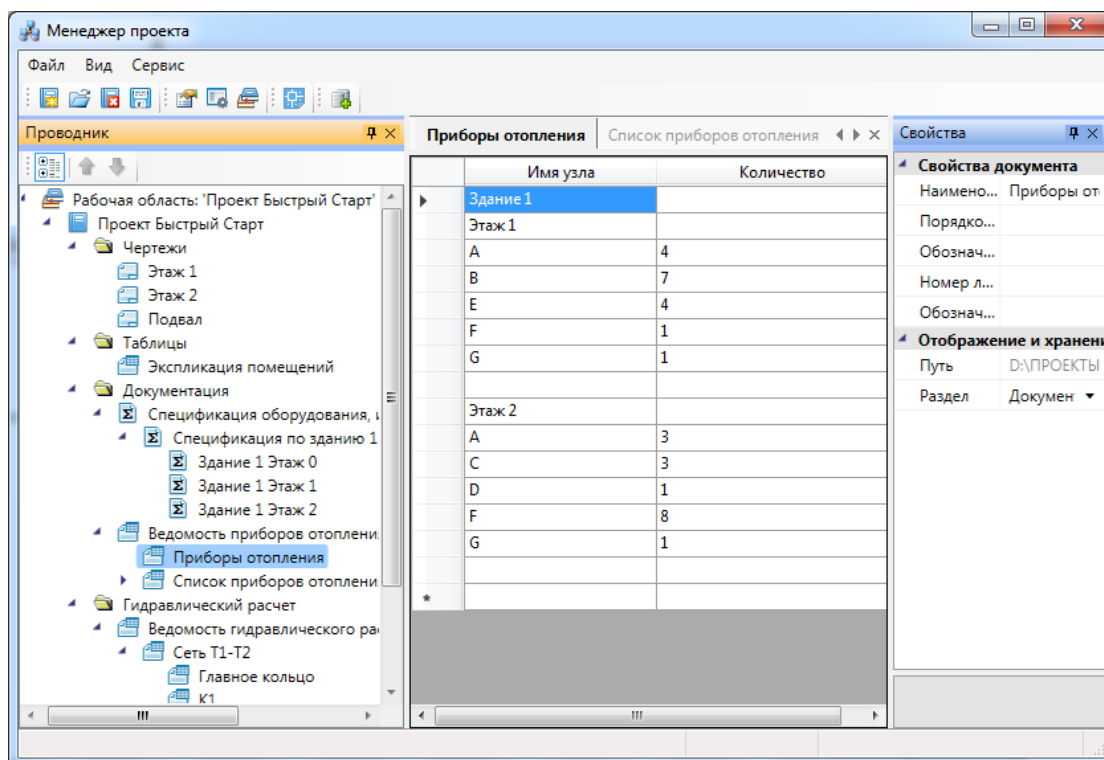 Менеджер проекта
Файл Вид Сервис
Проводник
Рабочая область: 'Проект Быстрый Старт'
Проект Быстрый Старт
Чертежи
Этаж 1
Этаж 2
Подвал
Таблицы
Экспликация помещений
Документация
Спецификация оборудования, и
Спецификация по зданию 1
Здание 1 Этаж 0
Здание 1 Этаж 1
Здание 1 Этаж 2
Ведомость приборов отоплени
Приборы отопления
Список приборов отоплени
Гидравлический расчет
Ведомость гидравлического ра
Сеть Т1-Т2
Главное кольцо
К1
Приборы отопления Список приборов отопления
Имя узла Количество
Здание 1
Этаж 1
A 4
B 7
E 4
F 1
G 1
Этаж 2
A 3
C 3
D 1
F 8
G 1
*
Свойства
Свойства документа
Наимено... Приборы от
Порядко...
Обознач...
Номер л...
Обознач...
Отображение и хранени
Путь D:\ПРОЕКТЫ
Раздел Докумен